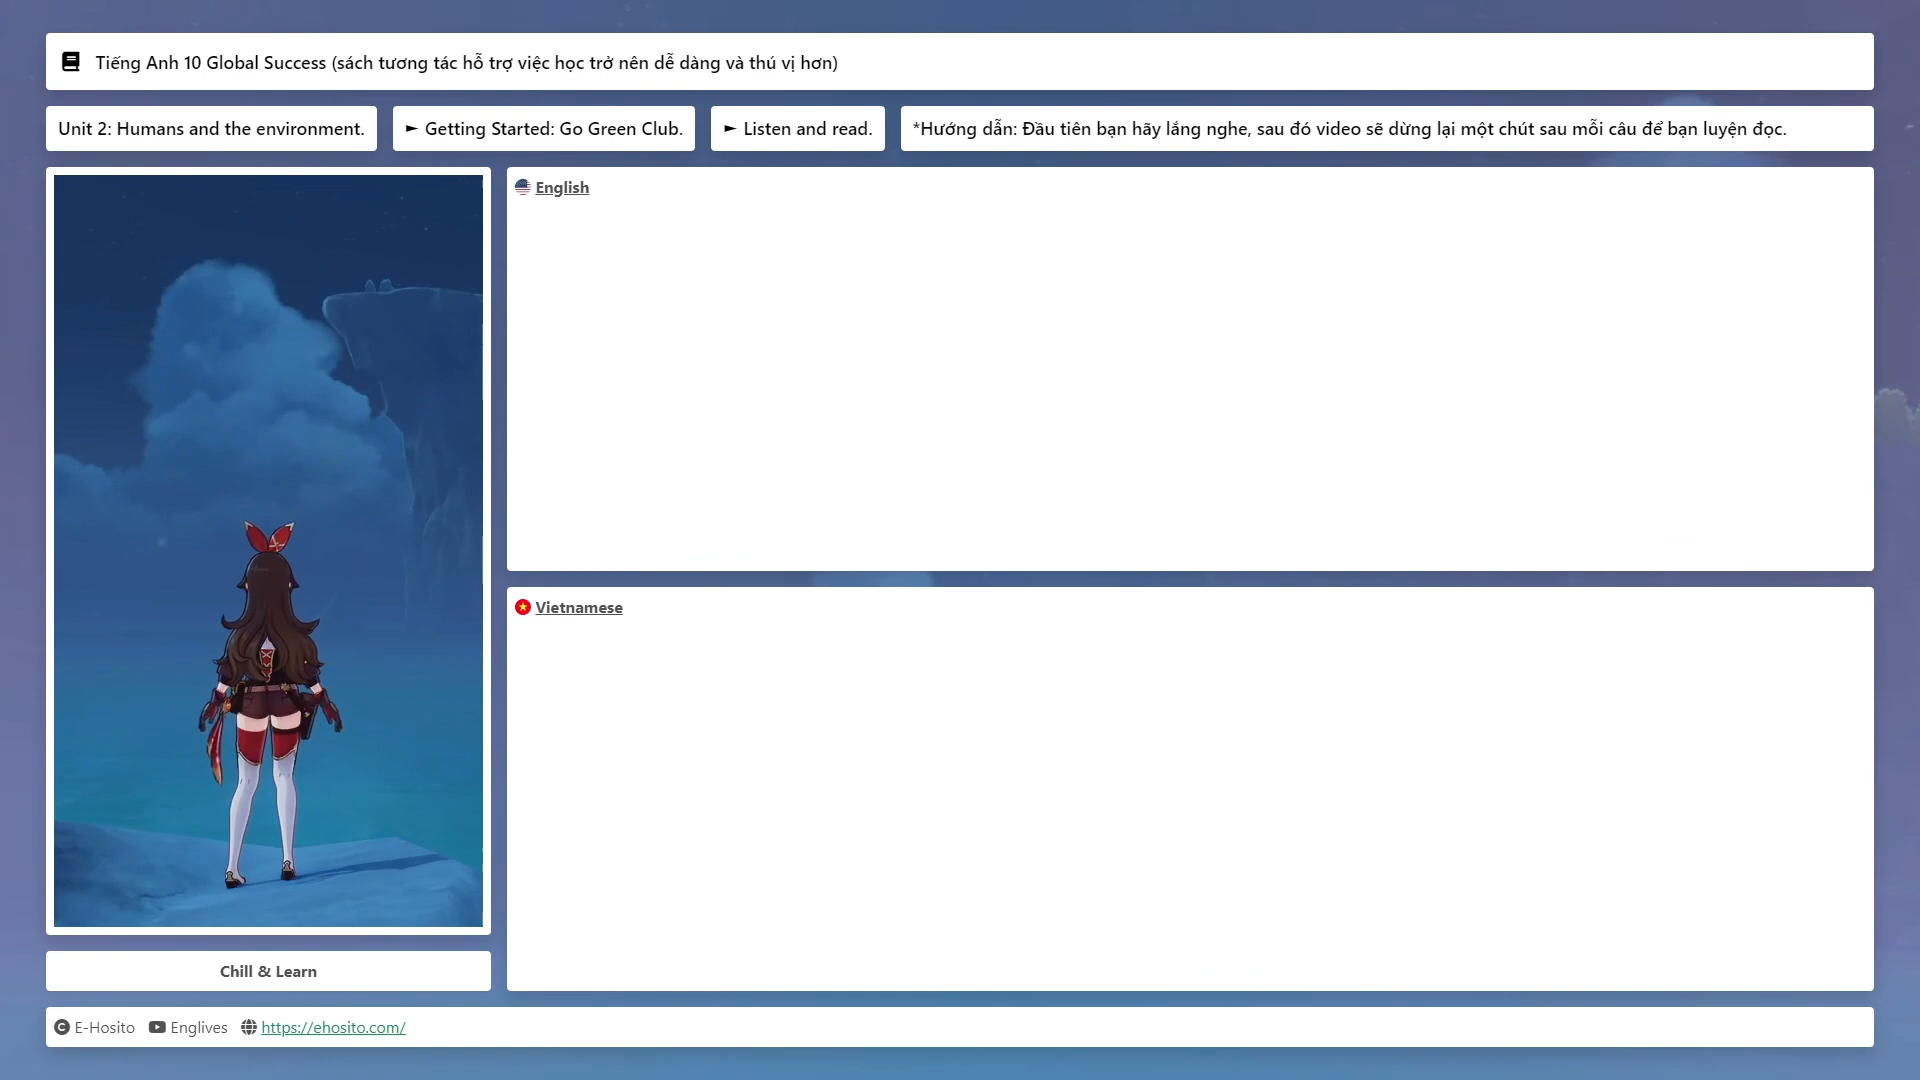 Tiếng Anh 10 Global Success (sách tương tác hỗ trợ việc học trở nên dễ dàng và thú vị hơn)
Unit 2: Humans and the environment.
► Getting Started: Go Green Club.
► Listen and read.
*Hướng dẫn: Đầu tiên bạn hãy lắng nghe, sau đó video sẽ dừng lại một chút sau mỗi câu để bạn luyện đọc.
English
Vietnamese
Chill & Learn
E-Hosito Englives https://ehosito.com/